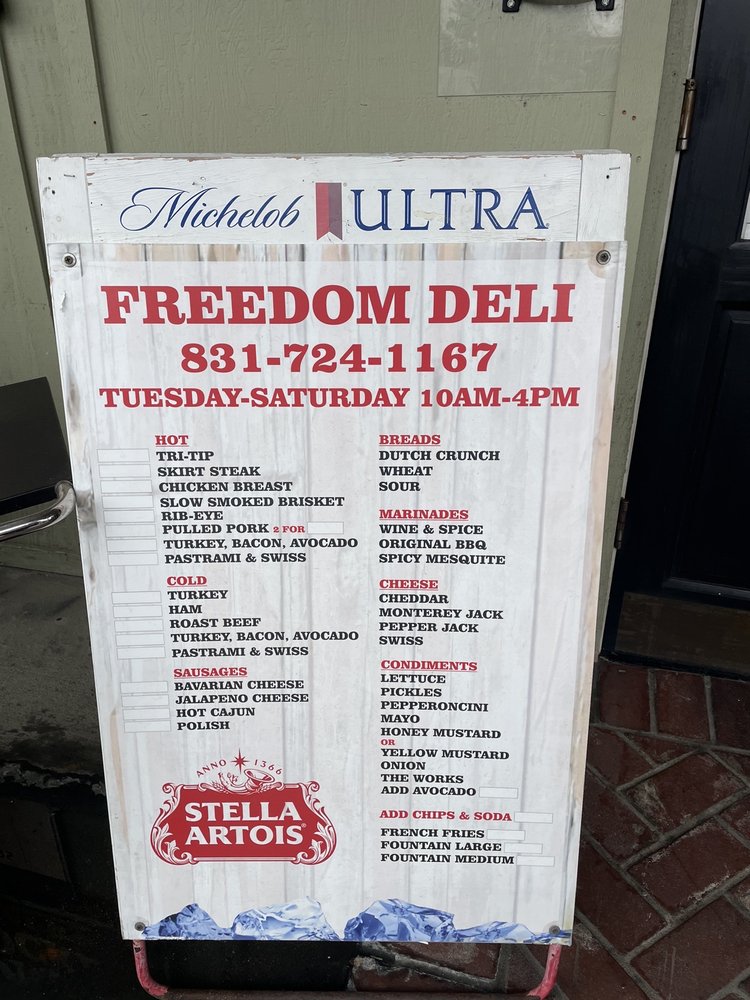 Michelob ULTRA
FREEDOM DELI
831-724-1167
TUESDAY-SATURDAY 10AM-4PM
HOT
TRI-TIP
SKIRT STEAK
CHICKEN BREAST
SLOW SMOKED BRISKET
RIB-EYE
PULLED PORK 2 FOR
TURKEY, BACON, AVOCADO
PASTRAMI & SWISS
COLD
TURKEY
HAM
ROAST BEEF
TURKEY, BACON, AVOCADO
PASTRAMI & SWISS
SAUSAGES
BAVARIAN CHEESE
JALAPENO CHEESE
HOT CAJUN
POLISH
ANNO 1366
STELLA
ARTOIS
BREADS
DUTCH CRUNCH
WHEAT
SOUR
MARINADES
WINE & SPICE
ORIGINAL BBQ
SPICY MESQUITE
CHEESE
CHEDDAR
MONTEREY JACK
PEPPER JACK
SWISS
CONDIMENTS
LETTUCE
PICKLES
PEPPERONCINI
MAYO
HONEY MUSTARD
OR
YELLOW MUSTARD
ONION
THE WORKS
ADD AVOCADO
ADD CHIPS & SODA
FRENCH FRIES
FOUNTAIN LARGE
FOUNTAIN MEDIUM